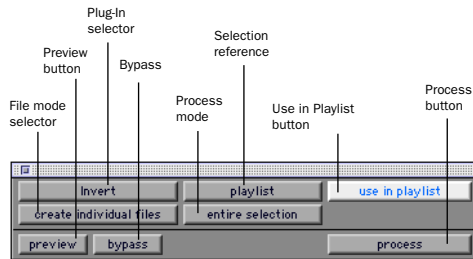 Plug-In
selector
Selection
reference
Preview
button
Bypass
Process
button
File mode
selector
Process
mode
Use in Playlist
button
Invert
playlist
use in playlist
create individual files
entire selection
preview
bypass
process